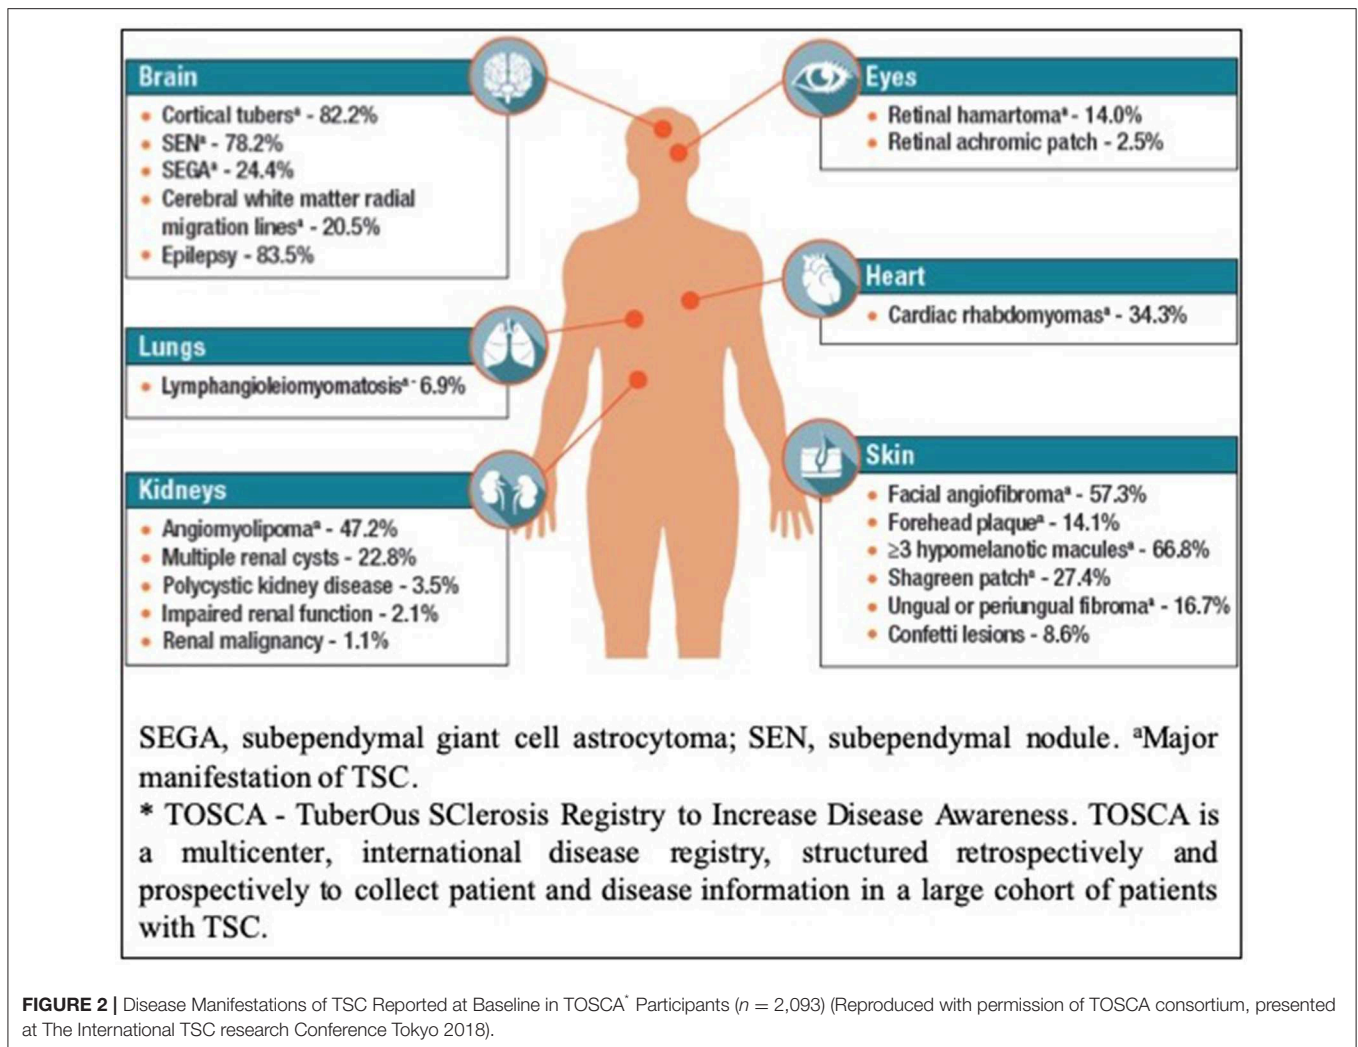 Brain
• Cortical tubersᵃ - 82.2%
• SENᵃ - 78.2%
• SEGAᵃ - 24.4%
• Cerebral white matter radial
migration linesᵃ - 20.5%
• Epilepsy - 83.5%
Lungs
• Lymphangioleiomyomatosisᵃ - 6.9%
Kidneys
• Angiomyolipomaᵃ - 47.2%
• Multiple renal cysts - 22.8%
• Polycystic kidney disease - 3.5%
• Impaired renal function - 2.1%
• Renal malignancy - 1.1%
Eyes
• Retinal hamartomaᵃ - 14.0%
• Retinal achromic patch - 2.5%
Heart
• Cardiac rhabdomyomasᵃ - 34.3%
Skin
• Facial angiofibromaᵃ - 57.3%
• Forehead plaqueᵃ - 14.1%
• ≥3 hypomelanotic maculesᵃ - 66.8%
• Shagreen patchᵃ - 27.4%
• Ungual or periungual fibromaᵃ - 16.7%
• Confetti lesions - 8.6%
SEGA, subependymal giant cell astrocytoma; SEN, subependymal nodule. ᵃMajor
manifestation of TSC.
* TOSCA - TuberOus SClerosis Registry to Increase Disease Awareness. TOSCA is
a multicenter, international disease registry, structured retrospectively and
prospectively to collect patient and disease information in a large cohort of patients
with TSC.
FIGURE 2 | Disease Manifestations of TSC Reported at Baseline in TOSCA* Participants (n = 2,093) (Reproduced with permission of TOSCA consortium, presented
at The International TSC research Conference Tokyo 2018).